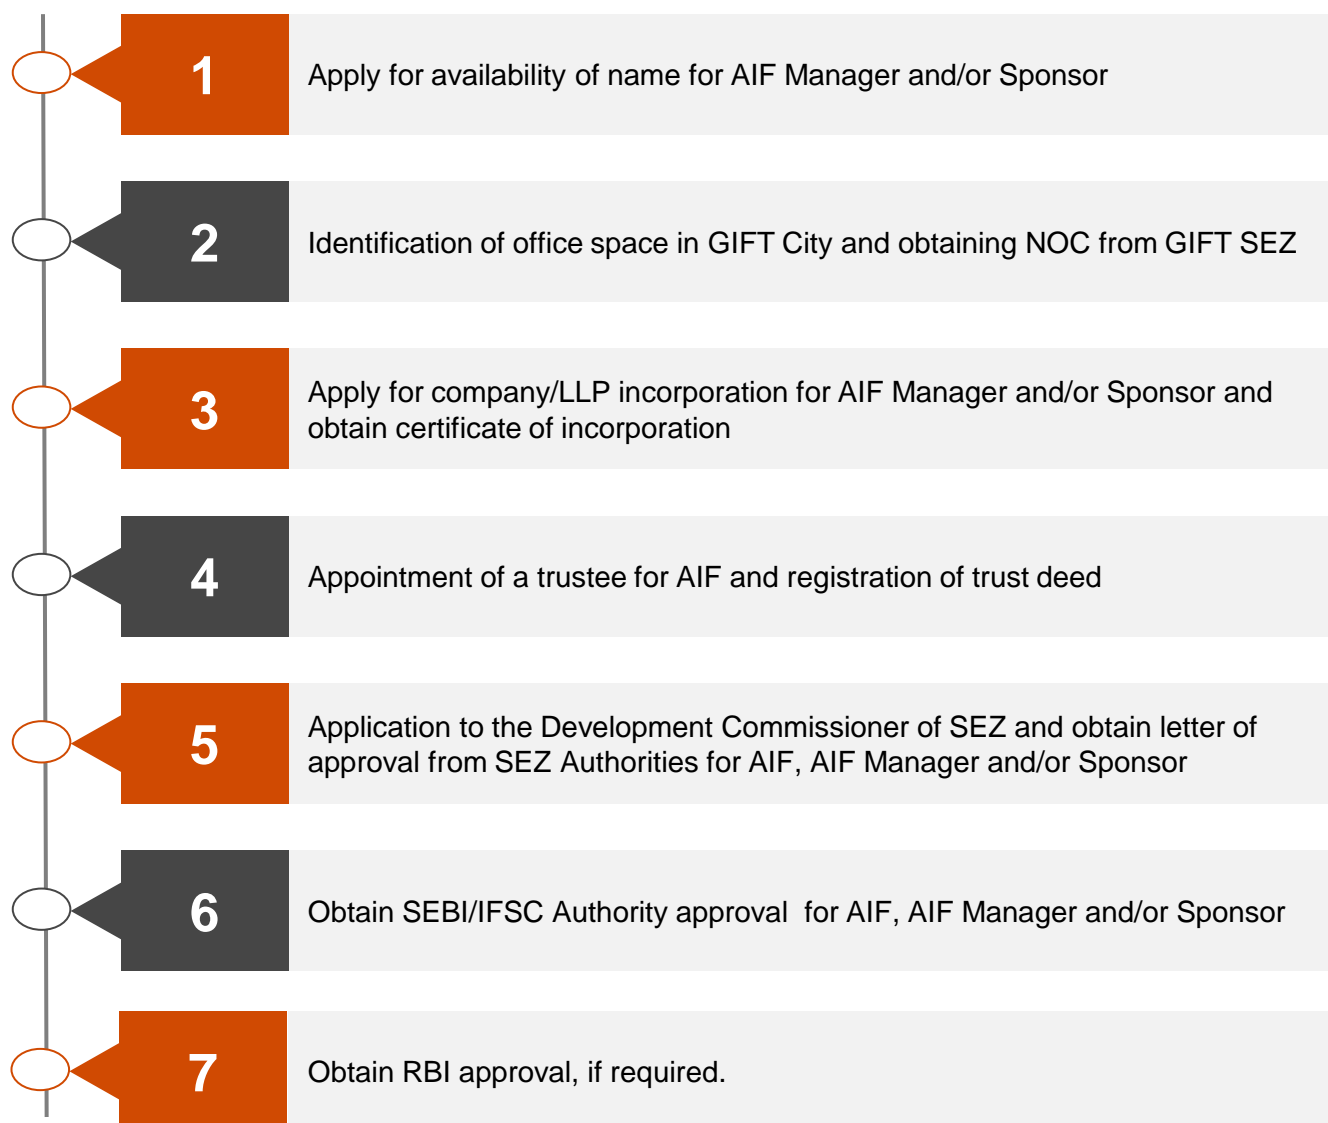 1
Apply for availability of name for AIF Manager and/or Sponsor
2
Identification of office space in GIFT City and obtaining NOC from GIFT SEZ
3
Apply for company/LLP incorporation for AIF Manager and/or Sponsor and
obtain certificate of incorporation
4
Appointment of a trustee for AIF and registration of trust deed
5
Application to the Development Commissioner of SEZ and obtain letter of
approval from SEZ Authorities for AIF, AIF Manager and/or Sponsor
6
Obtain SEBI/IFSC Authority approval  for AIF, AIF Manager and/or Sponsor
7
Obtain RBI approval, if required.